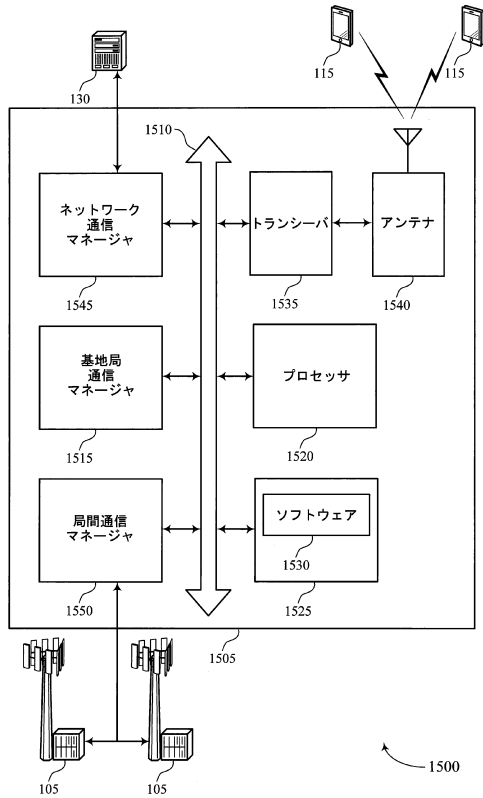 115
115
130
1510
ネットワーク
通信
マネージャ
トランシーバ
アンテナ
1545
1535
1540
基地局
通信
マネージャ
プロセッサ
1515
1520
局間通信
マネージャ
ソフトウェア
1530
1550
1525
1505
105
105
1500